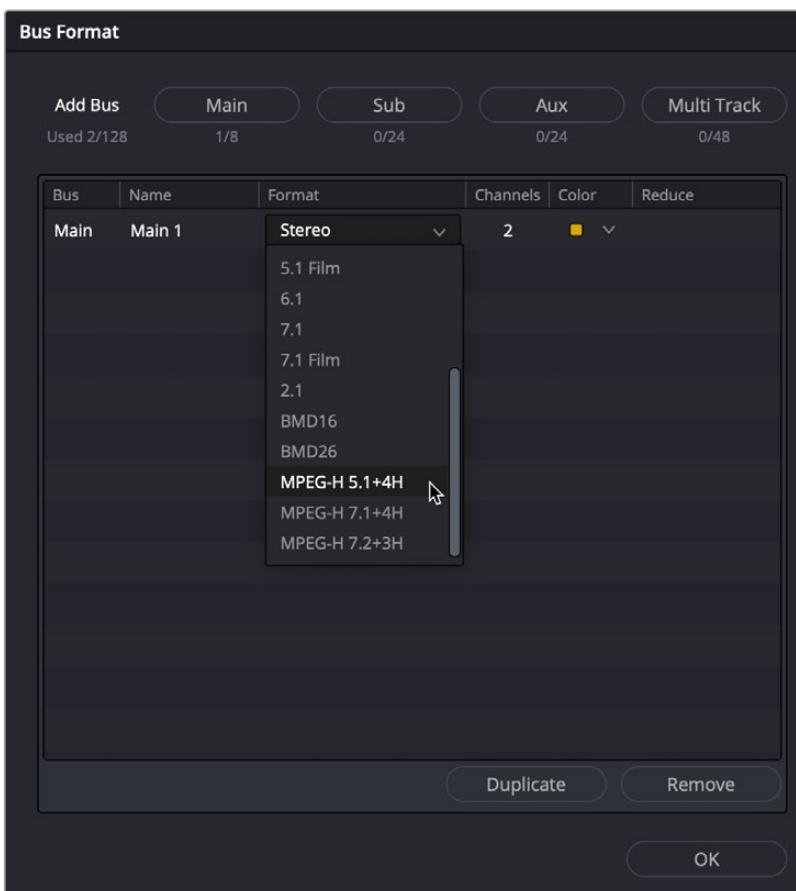 Bus Format
Add Bus Main Sub Aux Multi Track
Used 2/128 1/8 0/24 0/24 0/48
Bus Name Format Channels Color Reduce
Main Main 1 Stereo 2
5.1 Film
6.1
7.1
7.1 Film
2.1
BMD16
BMD26
MPEG-H 5.1+4H
MPEG-H 7.1+4H
MPEG-H 7.2+3H
Duplicate Remove
OK